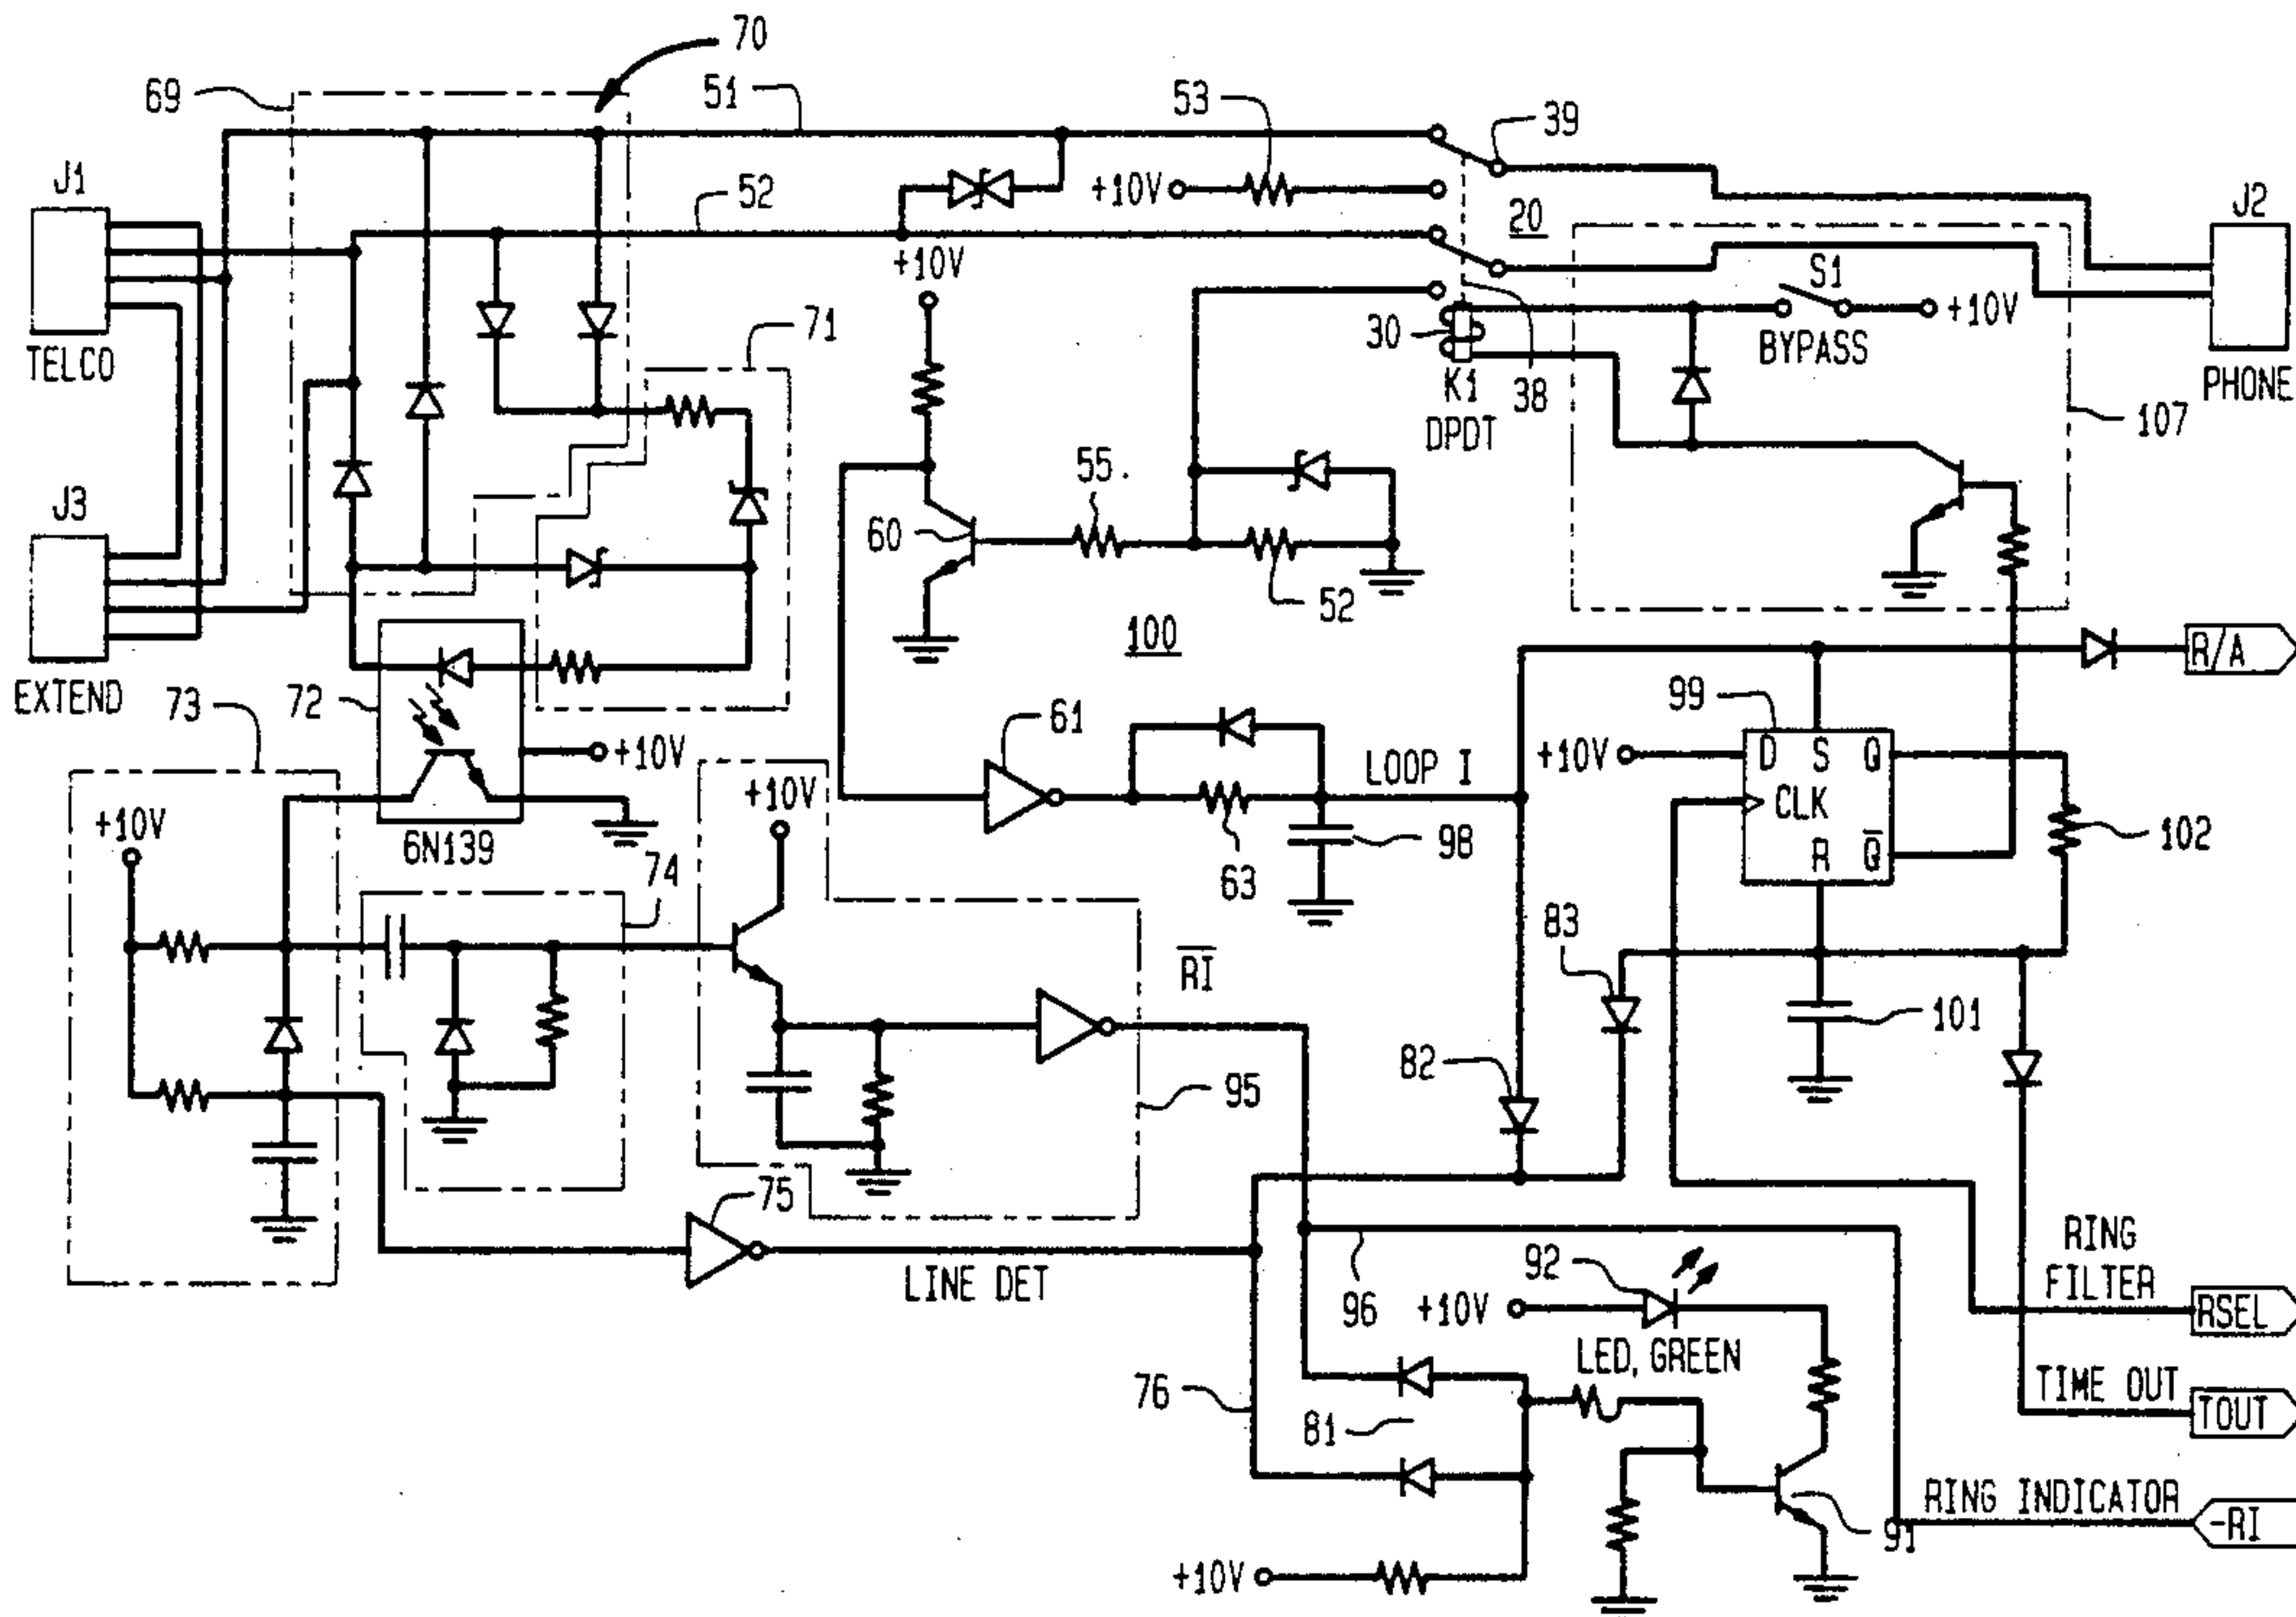 70
69
51
53
39
J1
52
+10V
20
J2
+10V
S1
+10V
TELCO
71
30
BYPASS
PHONE
K1
38
DPDT
107
J3
55.
60
52
100
R/A
EXTEND
73
72
61
99
+10V
LOOP I
+10V
D
S
Q
+10V
+10V
CLK
6N139
98
102
74
63
R
Q̅
83
R̅I̅
82
101
95
75
LINE DET
RING
FILTER
92
96
+10V
RSEL
LED, GREEN
76
TIME OUT
TOUT
81
RING INDICATOR
91
-RI
+10V